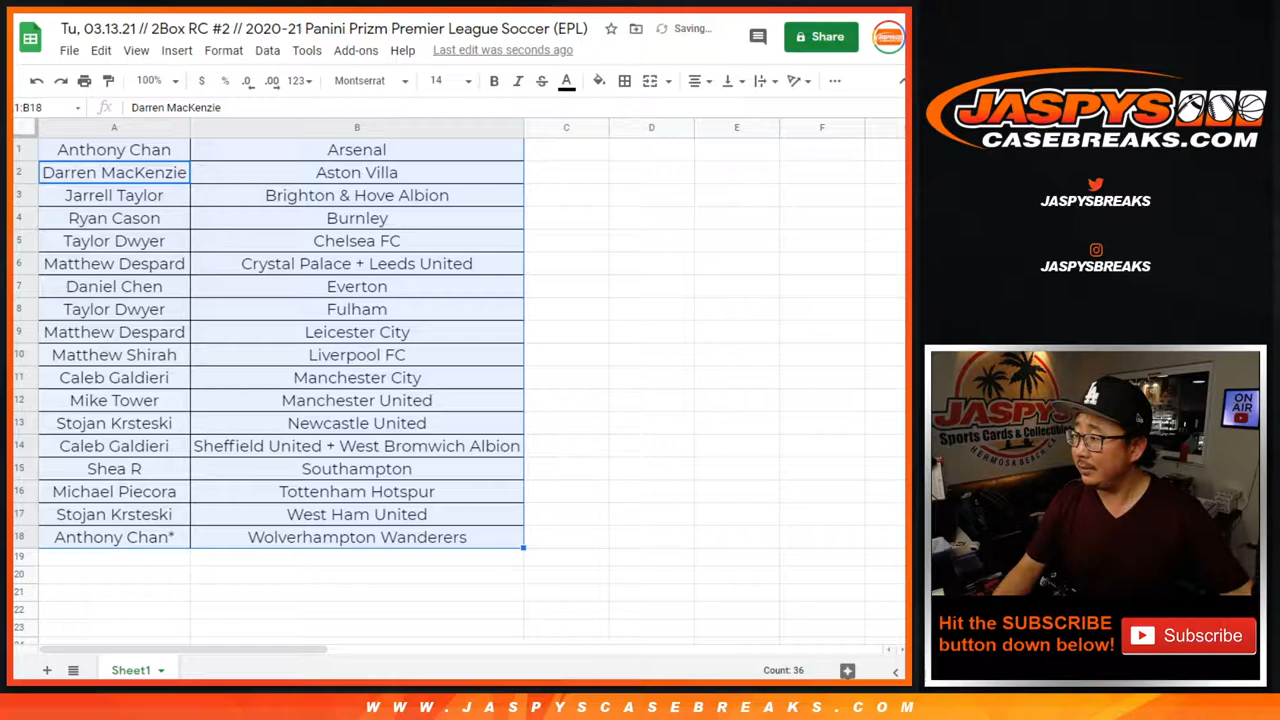 Tu, 03.13.21 // 2Box RC #2 // 2020-21 Panini Prizm Premier League Soccer (EPL)
Saving...
Share
File Edit View Insert Format Data Tools Add-ons Help Last edit was seconds ago
100% $ % .0 .00 123 Montserrat 14 B I S A ...
1:B18 fx Darren MacKenzie
A B C D E F
1 Anthony Chan Arsenal
2 Darren MacKenzie Aston Villa
3 Jarrell Taylor Brighton & Hove Albion
4 Ryan Cason Burnley
5 Taylor Dwyer Chelsea FC
6 Matthew Despard Crystal Palace + Leeds United
7 Daniel Chen Everton
8 Taylor Dwyer Fulham
9 Matthew Despard Leicester City
10 Matthew Shirah Liverpool FC
11 Caleb Galdieri Manchester City
12 Mike Tower Manchester United
13 Stojan Krsteski Newcastle United
14 Caleb Galdieri Sheffield United + West Bromwich Albion
15 Shea R Southampton
16 Michael Piecora Tottenham Hotspur
17 Stojan Krsteski West Ham United
18 Anthony Chan* Wolverhampton Wanderers
19
20
21
22
23
Sheet1
Count: 36
JASPYS
CASEBREAKS.COM
JASPYSBREAKS
JASPYSBREAKS
JASPYS
Sports Cards & Collectibles
HERMOSA BEACH
LA
ON AIR
Hit the SUBSCRIBE
button down below!
Subscribe
WWW.JASPYSCASEBREAKS.COM